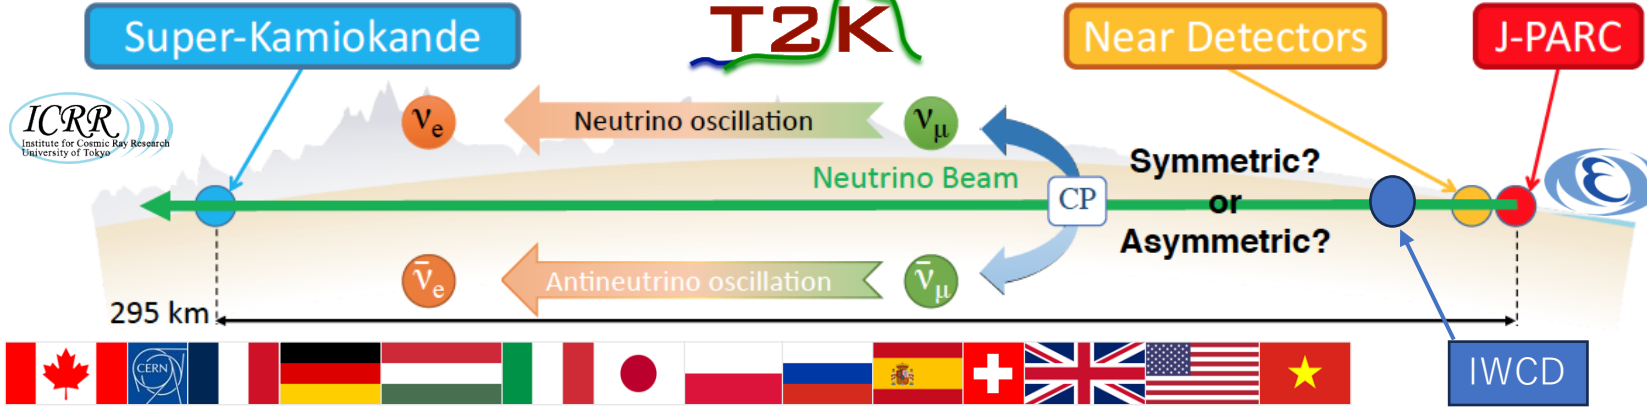 Super-Kamiokande
T2K
Near Detectors
J-PARC
ICRR
Institute for Cosmic Ray Research
University of Tokyo
νe
Neutrino oscillation
νμ
Neutrino Beam
CP
Symmetric?
or
Asymmetric?
ν̄e
Antineutrino oscillation
ν̄μ
295 km
CERN
IWCD